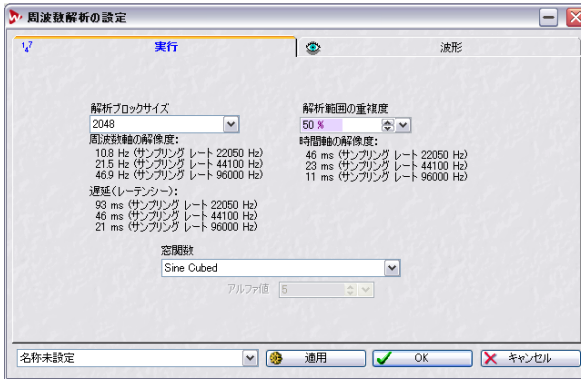 周波数解析の設定
1,7 実行 波形
解析ブロックサイズ 解析範囲の重複度
2048 50 %
周波数軸の解像度: 時間軸の解像度:
10.8 Hz (サンプリング レート 22050 Hz) 46 ms (サンプリング レート 22050 Hz)
21.5 Hz (サンプリング レート 44100 Hz) 23 ms (サンプリング レート 44100 Hz)
46.9 Hz (サンプリング レート 96000 Hz) 11 ms (サンプリング レート 96000 Hz)
遅延(レーテンシー):
93 ms (サンプリング レート 22050 Hz)
46 ms (サンプリング レート 44100 Hz)
21 ms (サンプリング レート 96000 Hz)
窓関数
Sine Cubed
アルファ値 5
名称未設定 適用 OK キャンセル